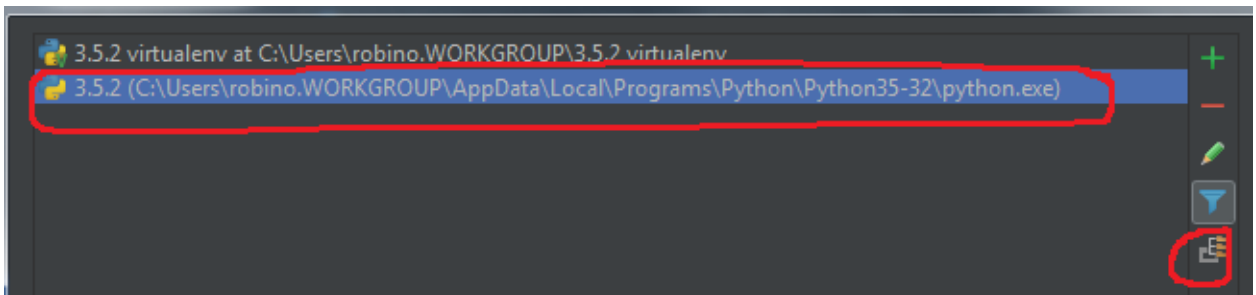 3.5.2 virtualenv at C:\Users\robino.WORKGROUP\3.5.2 virtualenv
3.5.2 (C:\Users\robino.WORKGROUP\AppData\Local\Programs\Python\Python35-32\python.exe)